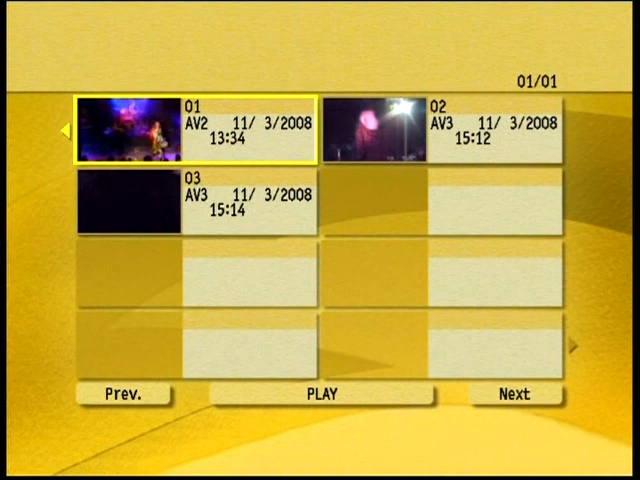 01/01
01
AV2 11/ 3/2008
13:34
02
AV3 11/ 3/2008
15:12
03
AV3 11/ 3/2008
15:14
Prev.
PLAY
Next